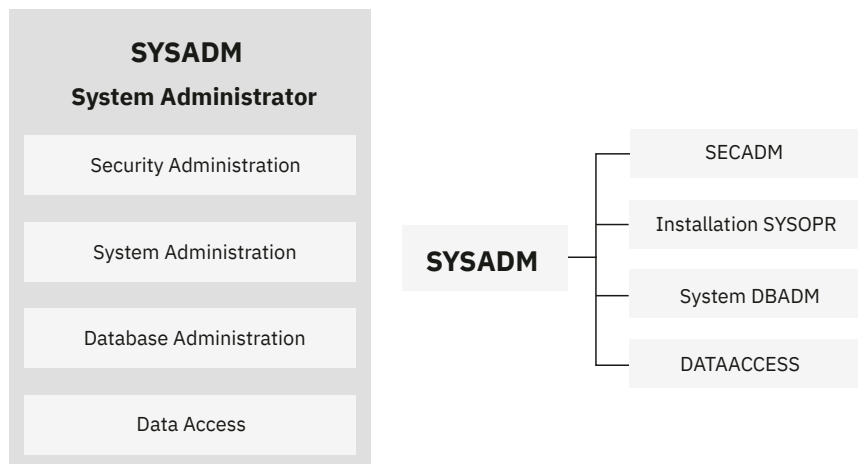 SYSADM
System Administrator
Security Administration
System Administration
Database Administration
Data Access
SYSADM
SECADM
Installation SYSOPR
System DBADM
DATAACCESS